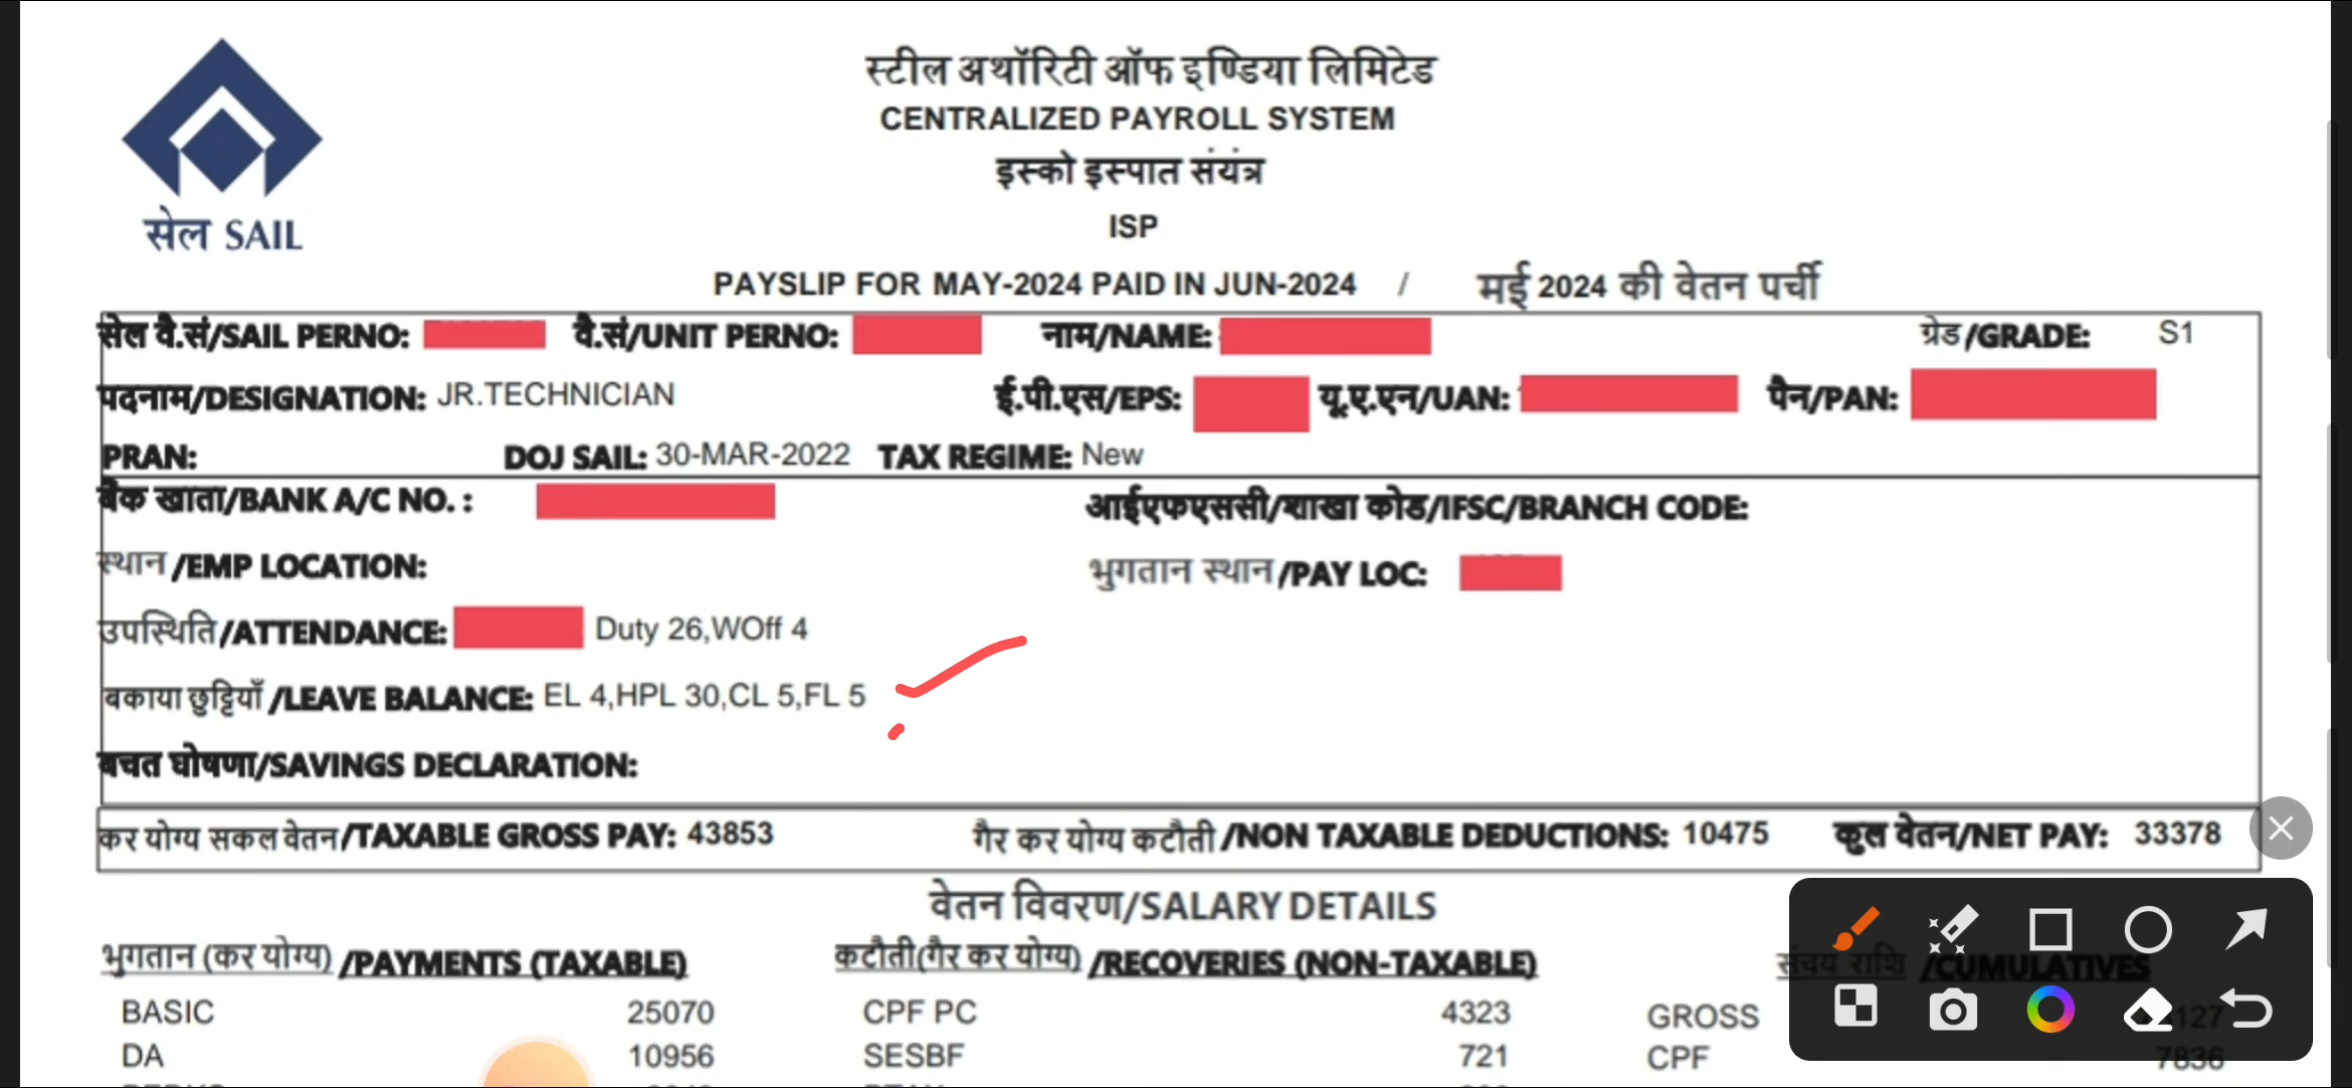 स्टील अथॉरिटी ऑफ इण्डिया लिमिटेड
CENTRALIZED PAYROLL SYSTEM
इस्को इस्पात संयंत्र
ISP
सेल SAIL
PAYSLIP FOR MAY-2024 PAID IN JUN-2024 / मई 2024 की वेतन पर्ची
सेल वै.सं/SAIL PERNO: वै.सं/UNIT PERNO: नाम/NAME: ग्रेड/GRADE: S1
पदनाम/DESIGNATION: JR.TECHNICIAN ई.पी.एस/EPS: यू.ए.एन/UAN: पैन/PAN:
PRAN: DOJ SAIL: 30-MAR-2022 TAX REGIME: New
बैंक खाता/BANK A/C NO. : आईएफएससी/शाखा कोड/IFSC/BRANCH CODE:
स्थान/EMP LOCATION: भुगतान स्थान/PAY LOC:
उपस्थिति/ATTENDANCE: Duty 26,WOff 4
बकाया छुट्टियाँ/LEAVE BALANCE: EL 4,HPL 30,CL 5,FL 5
बचत घोषणा/SAVINGS DECLARATION:
कर योग्य सकल वेतन/TAXABLE GROSS PAY: 43853 गैर कर योग्य कटौती/NON TAXABLE DEDUCTIONS: 10475 कुल वेतन/NET PAY: 33378
वेतन विवरण/SALARY DETAILS
भुगतान (कर योग्य)/PAYMENTS (TAXABLE) कटौती(गैर कर योग्य)/RECOVERIES (NON-TAXABLE) संचय राशि/CUMULATIVES
BASIC 25070 CPF PC 4323 GROSS
DA 10956 SESBF 721 CPF 7836